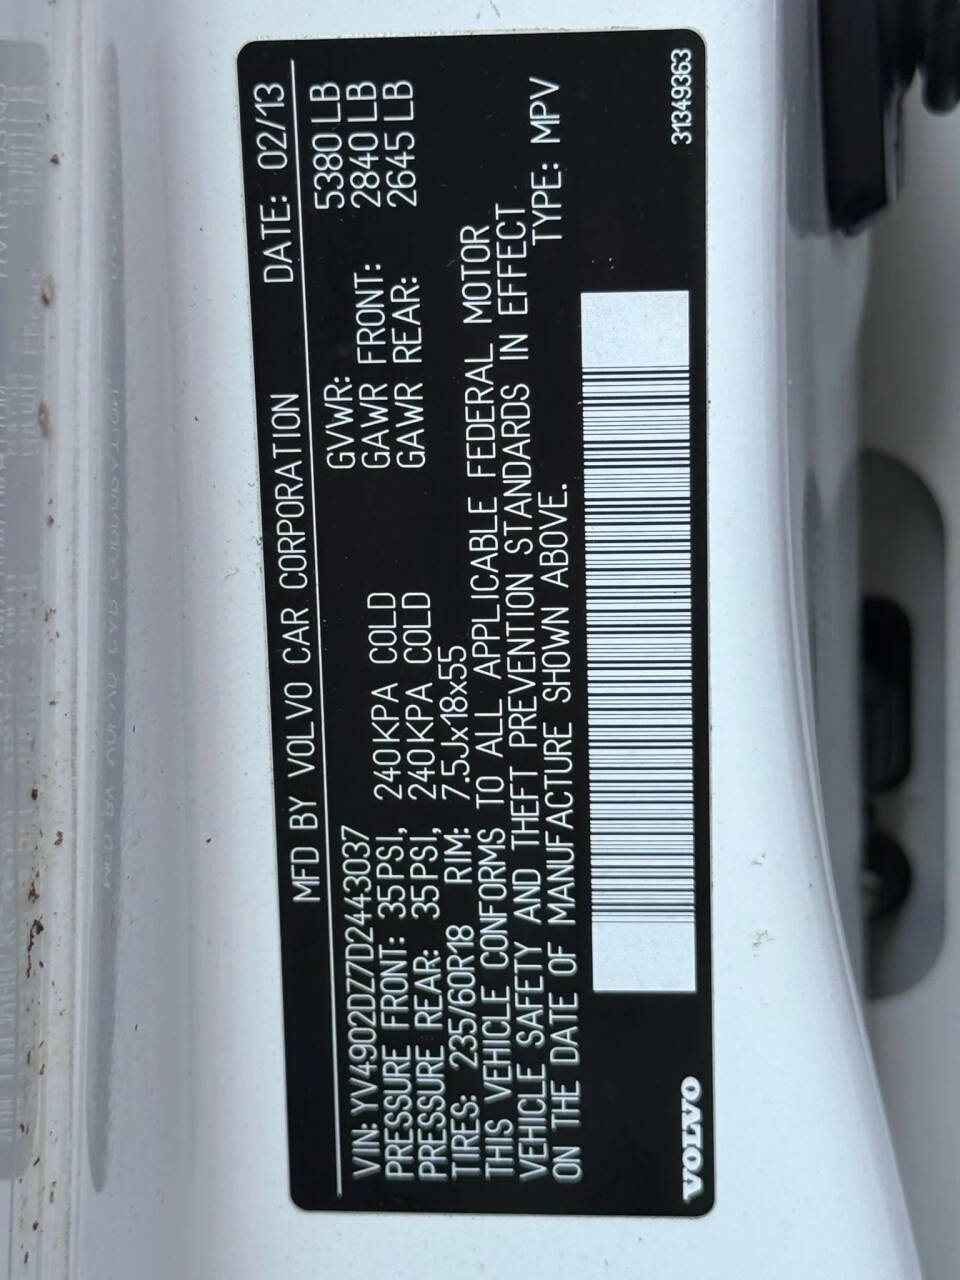 MFD BY VOLVO CAR CORPORATION DATE: 02/13
VIN: YV4902DZ7D2443037 GVWR: 5380 LB
PRESSURE FRONT: 35PSI, 240KPA COLD GAWR FRONT: 2840 LB
PRESSURE REAR: 35PSI, 240KPA COLD GAWR REAR: 2645 LB
TIRES: 235/60R18 RIM: 7.5Jx18x55
THIS VEHICLE CONFORMS TO ALL APPLICABLE FEDERAL MOTOR
VEHICLE SAFETY AND THEFT PREVENTION STANDARDS IN EFFECT
ON THE DATE OF MANUFACTURE SHOWN ABOVE. TYPE: MPV
VOLVO 31349363